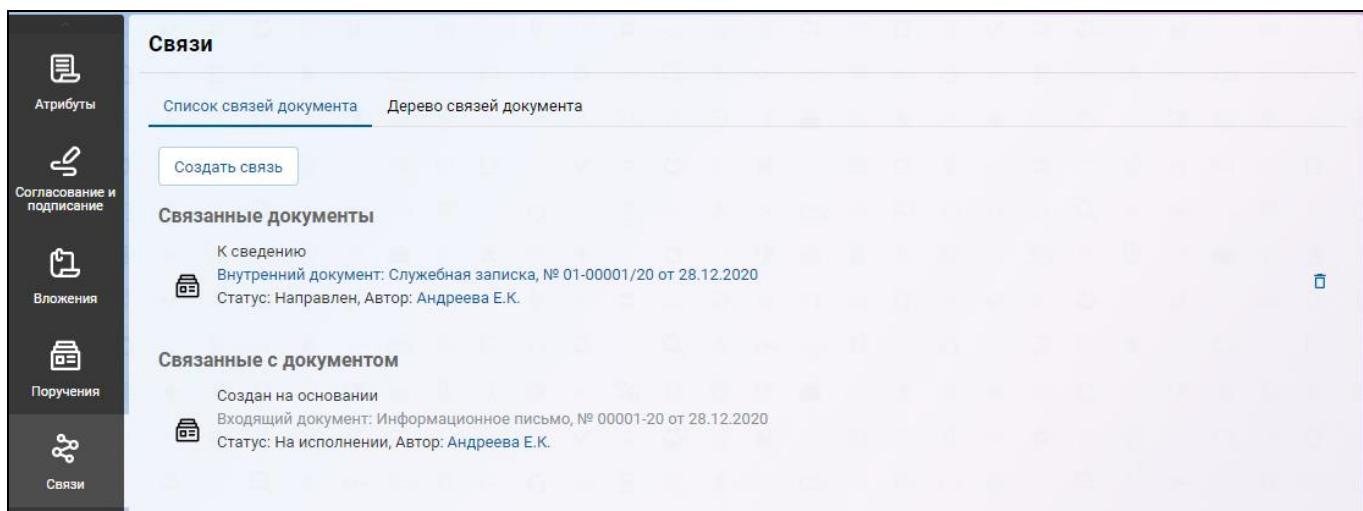 Связи
Атрибуты
Список связей документа
Дерево связей документа
Согласование и
подписание
Создать связь
Связанные документы
К сведению
Внутренний документ: Служебная записка, № 01-00001/20 от 28.12.2020
Статус: Направлен, Автор: Андреева Е.К.
Вложения
Связанные с документом
Поручения
Создан на основании
Входящий документ: Информационное письмо, № 00001-20 от 28.12.2020
Статус: На исполнении, Автор: Андреева Е.К.
Связи